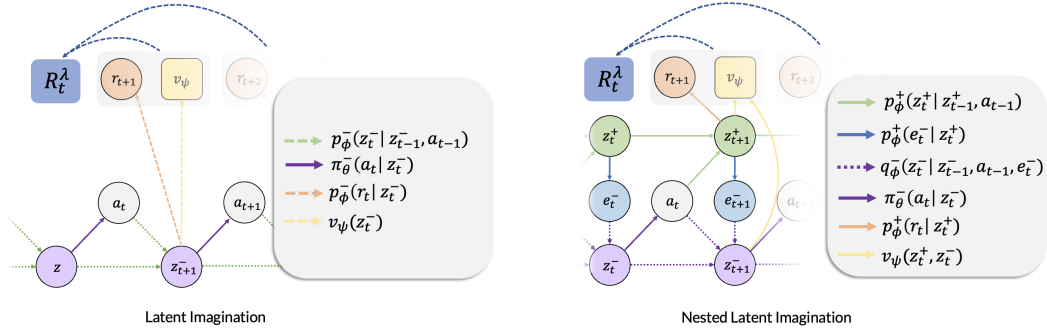 R_t^λ
r_{t+1}
v_ψ
r_{t+2}
a_t
a_{t+1}
z
z_{t+1}^-
p_ϕ^-(z_t^- | z_{t-1}^-, a_{t-1})
π_θ^-(a_t | z_t^-)
p_ϕ^-(r_t | z_t^-)
v_ψ(z_t^-)
Latent Imagination
R_t^λ
r_{t+1}
v_ψ
r_{t+2}
z_t^+
z_{t+1}^+
e_t^-
a_t
e_{t+1}^-
a_{t+1}
z_t^-
z_{t+1}^-
p_ϕ^+(z_t^+ | z_{t-1}^+, a_{t-1})
p_ϕ^+(e_t^- | z_t^+)
q_ϕ^-(z_t^- | z_{t-1}^-, a_{t-1}, e_t^-)
π_θ^-(a_t | z_t^-)
p_ϕ^+(r_t | z_t^+)
v_ψ(z_t^+, z_t^-)
Nested Latent Imagination